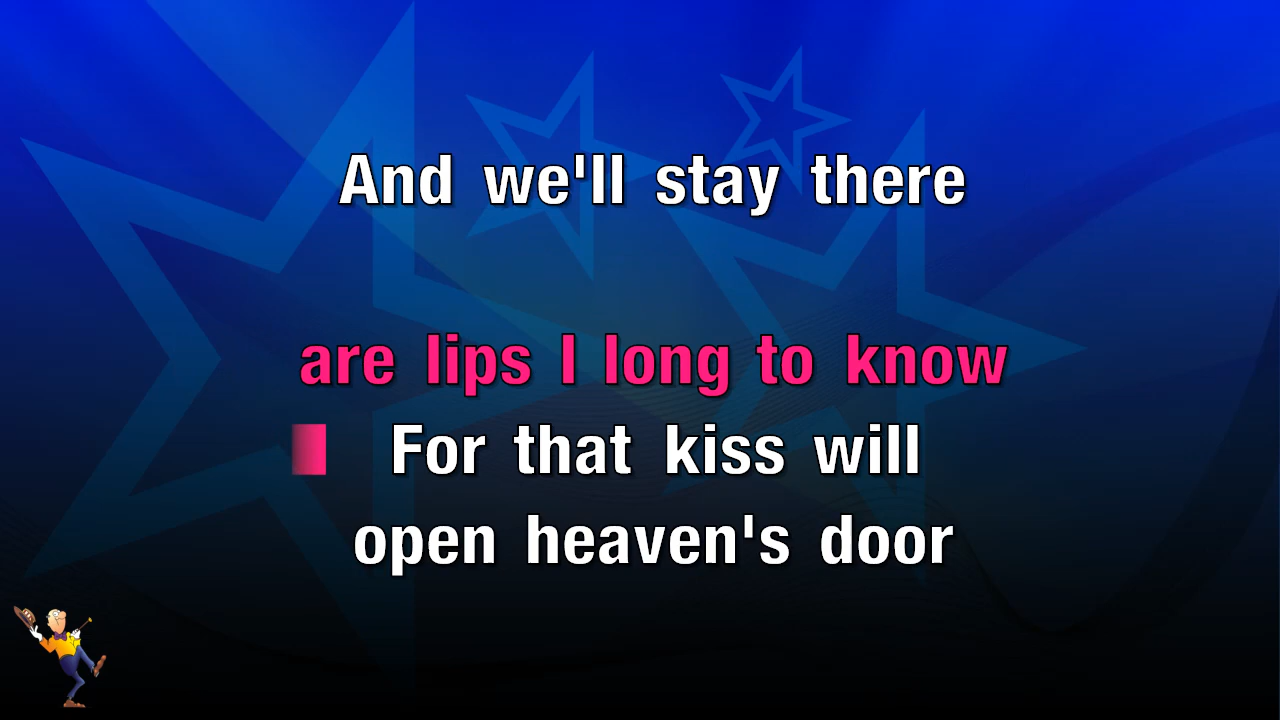 And we'll stay there
are lips I long to know
For that kiss will
open heaven's door